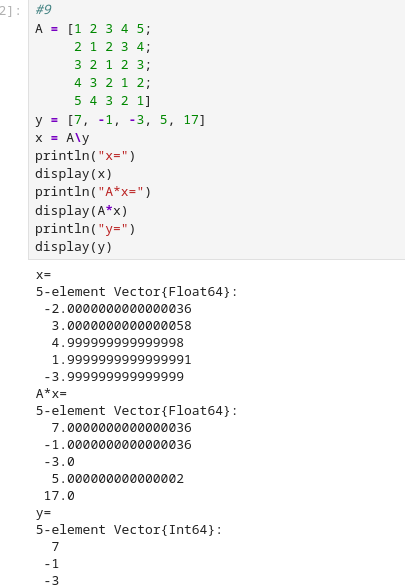 2]:
#9
A = [1 2 3 4 5;
     2 1 2 3 4;
     3 2 1 2 3;
     4 3 2 1 2;
     5 4 3 2 1]
y = [7, -1, -3, 5, 17]
x = A\y
println("x=")
display(x)
println("A*x=")
display(A*x)
println("y=")
display(y)
x=
5-element Vector{Float64}:
 -2.0000000000000036
  3.0000000000000058
  4.999999999999998
  1.9999999999999991
 -3.999999999999999
A*x=
5-element Vector{Float64}:
  7.0000000000000036
 -1.0000000000000036
 -3.0
  5.000000000000002
 17.0
y=
5-element Vector{Int64}:
  7
 -1
 -3